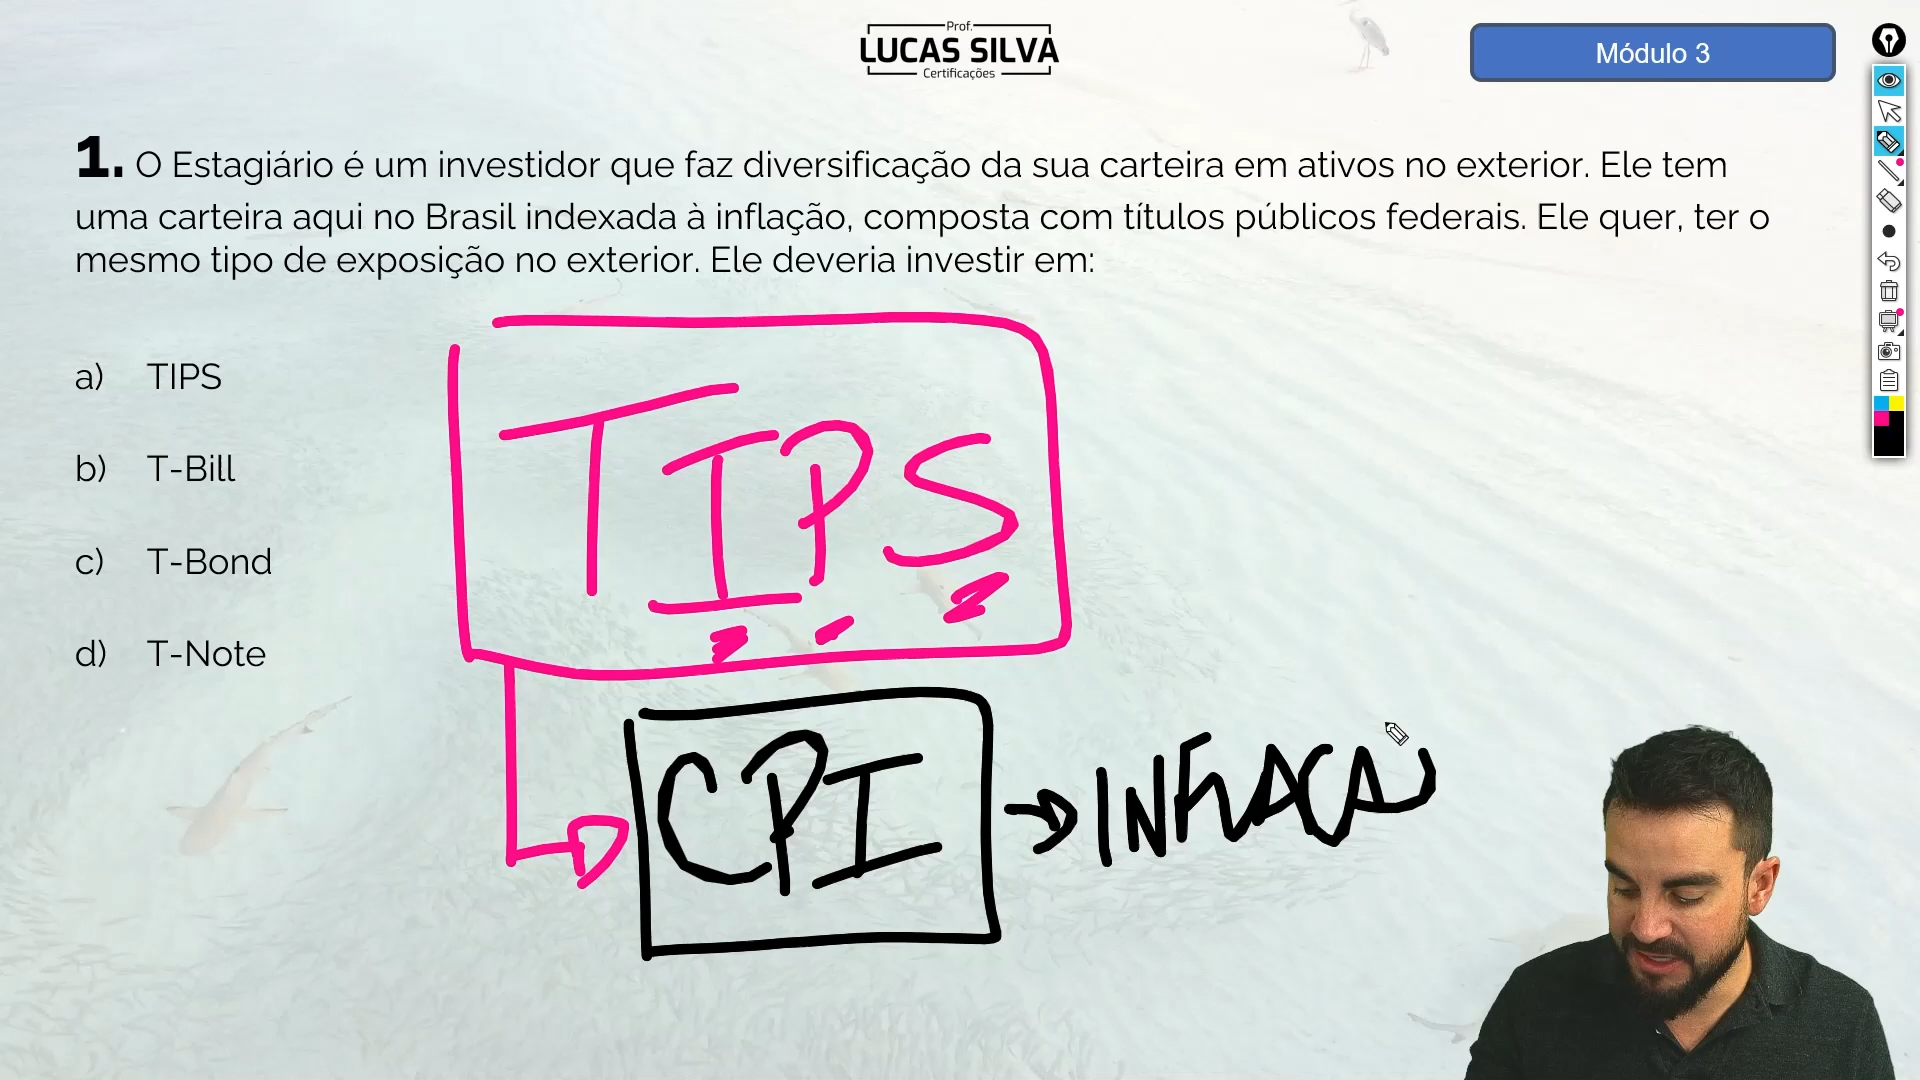 Prof.
LUCAS SILVA
Certificações
Módulo 3
1. O Estagiário é um investidor que faz diversificação da sua carteira em ativos no exterior. Ele tem
uma carteira aqui no Brasil indexada à inflação, composta com títulos públicos federais. Ele quer, ter o
mesmo tipo de exposição no exterior. Ele deveria investir em:
a) TIPS
b) T-Bill
c) T-Bond
d) T-Note
TIPS
CPI
INFLAÇAO